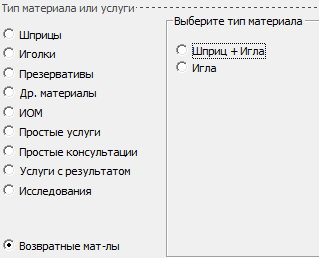 Тип материала или услуги
Шприцы
Иголки
Презервативы
Др. материалы
ИОМ
Простые услуги
Простые консультации
Услуги с результатом
Исследования
Возвратные мат-лы
Выберите тип материала
Шприц + Игла
Игла